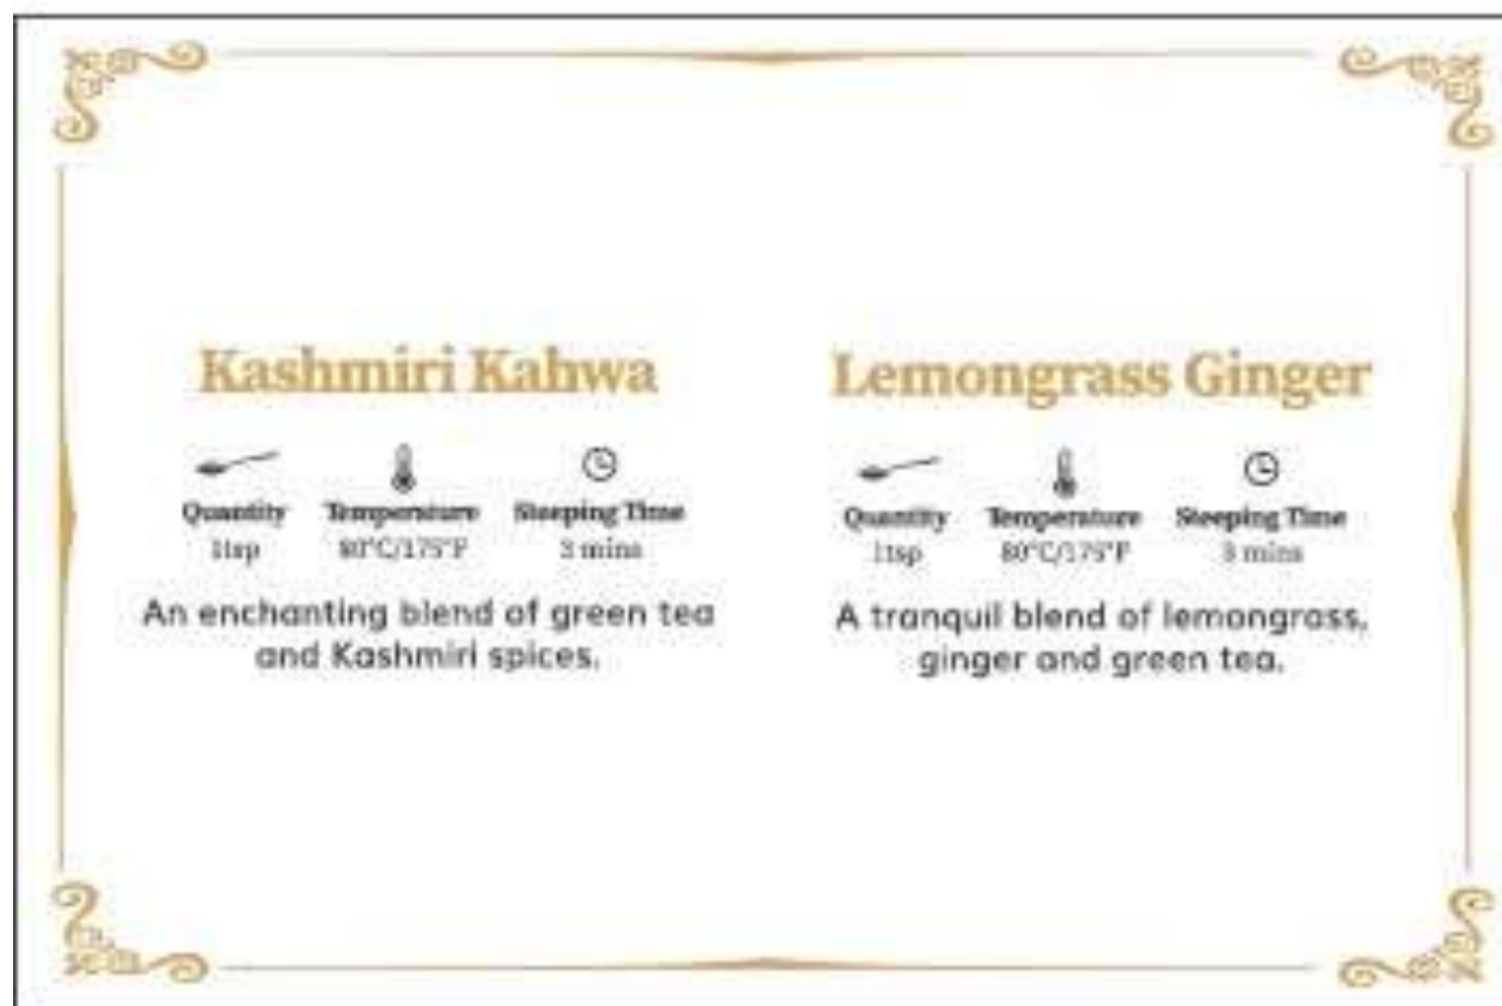 Kashmiri Kahwa
Quantity Temperature Steeping Time
1tsp 80°C/175°F 3 mins
An enchanting blend of green tea
and Kashmiri spices.
Lemongrass Ginger
Quantity Temperature Steeping Time
1tsp 80°C/175°F 3 mins
A tranquil blend of lemongrass,
ginger and green tea.